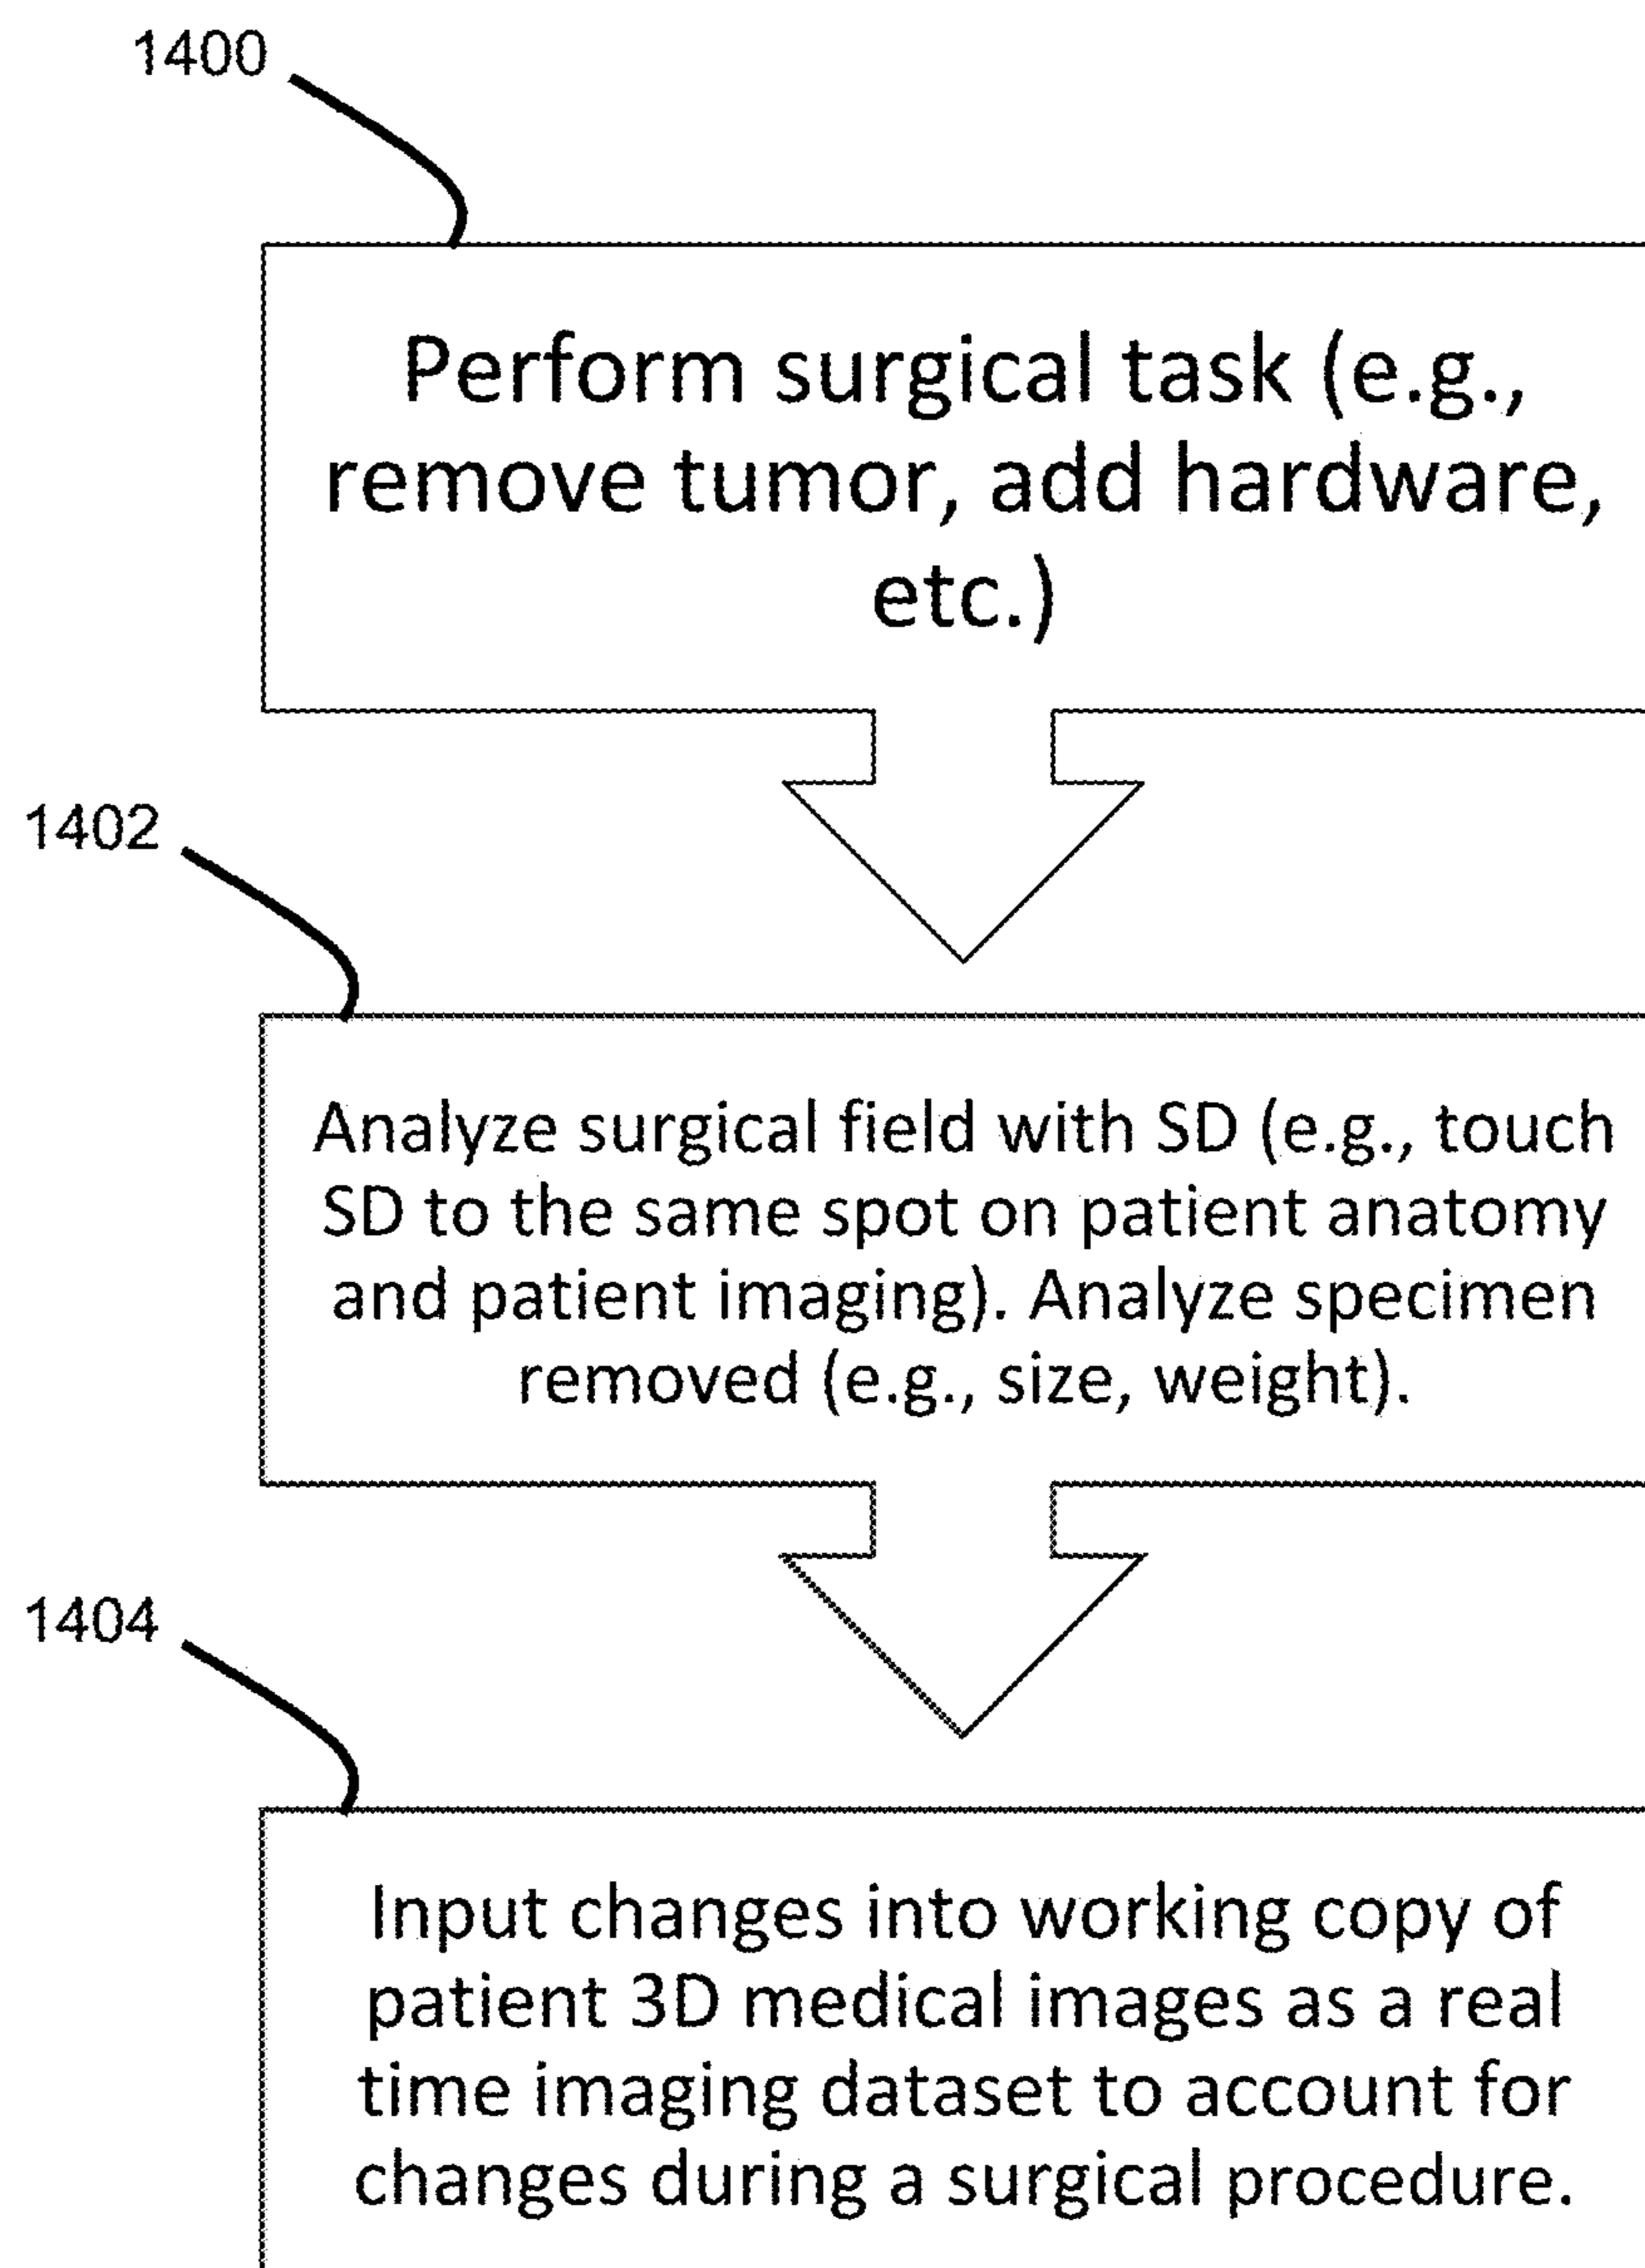 1400
Perform surgical task (e.g.,
remove tumor, add hardware,
etc.)
1402
Analyze surgical field with SD (e.g., touch
SD to the same spot on patient anatomy
and patient imaging). Analyze specimen
removed (e.g., size, weight).
1404
Input changes into working copy of
patient 3D medical images as a real
time imaging dataset to account for
changes during a surgical procedure.